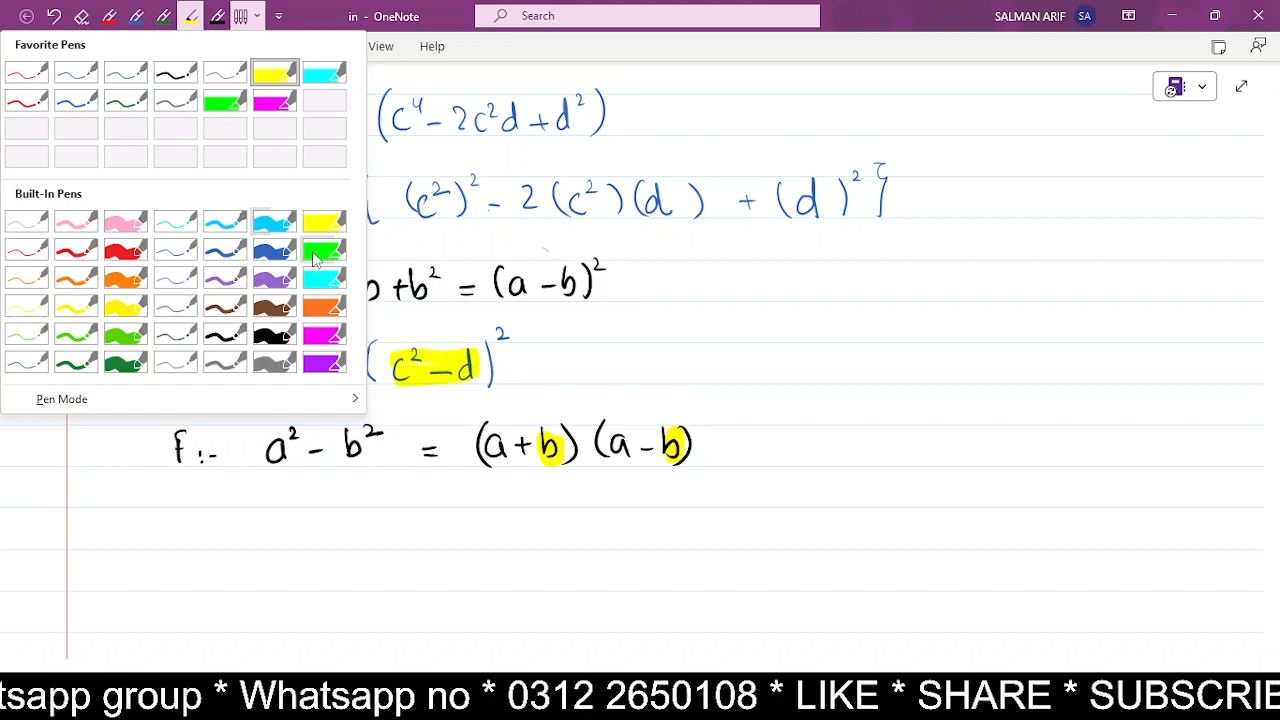 in - OneNote
Search
SALMAN ARIF
SA
View
Help
Favorite Pens
Built-In Pens
Pen Mode
(c⁴ - 2c²d + d²)
(c²)² - 2 (c²)(d) + (d)² ]
b + b² = (a - b)²
(c² - d)²
F:- a² - b² = (a + b) (a - b)
tsapp group * Whatsapp no * 0312 2650108 * LIKE * SHARE * SUBSCRIE